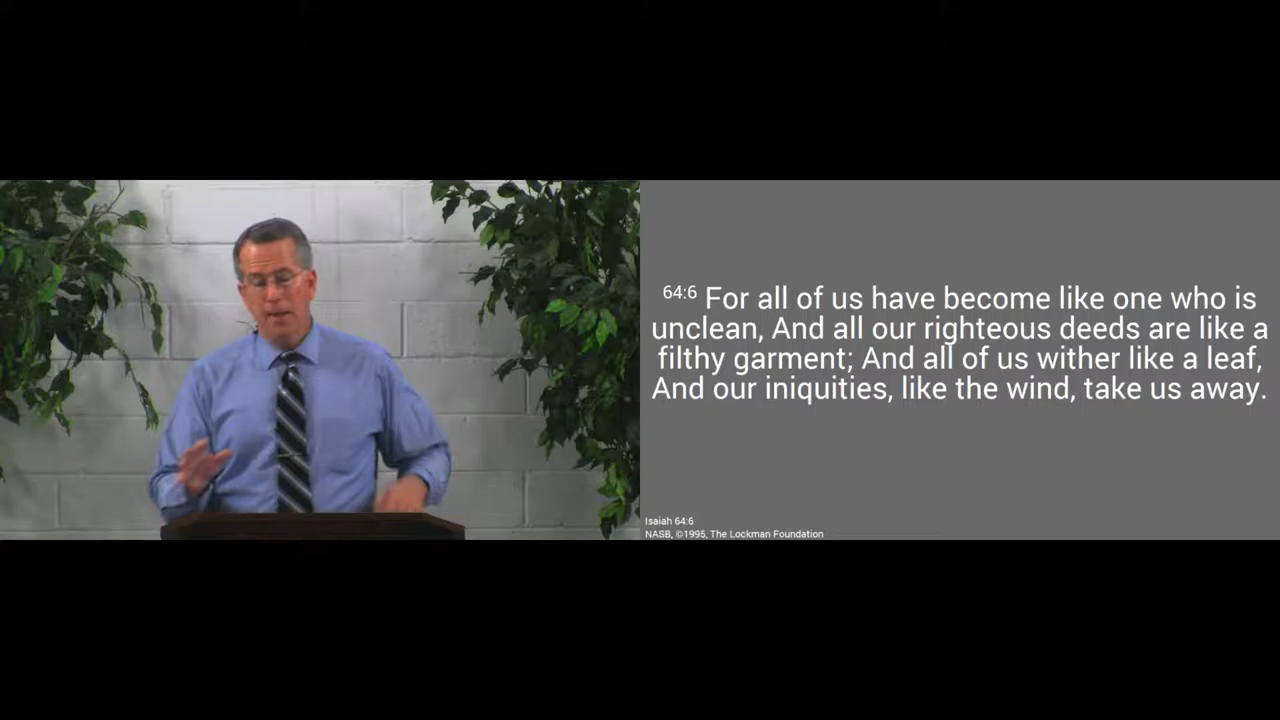 64:6 For all of us have become like one who is
unclean, And all our righteous deeds are like a
filthy garment; And all of us wither like a leaf,
And our iniquities, like the wind, take us away.
Isaiah 64:6
NASB, ©1995, The Lockman Foundation